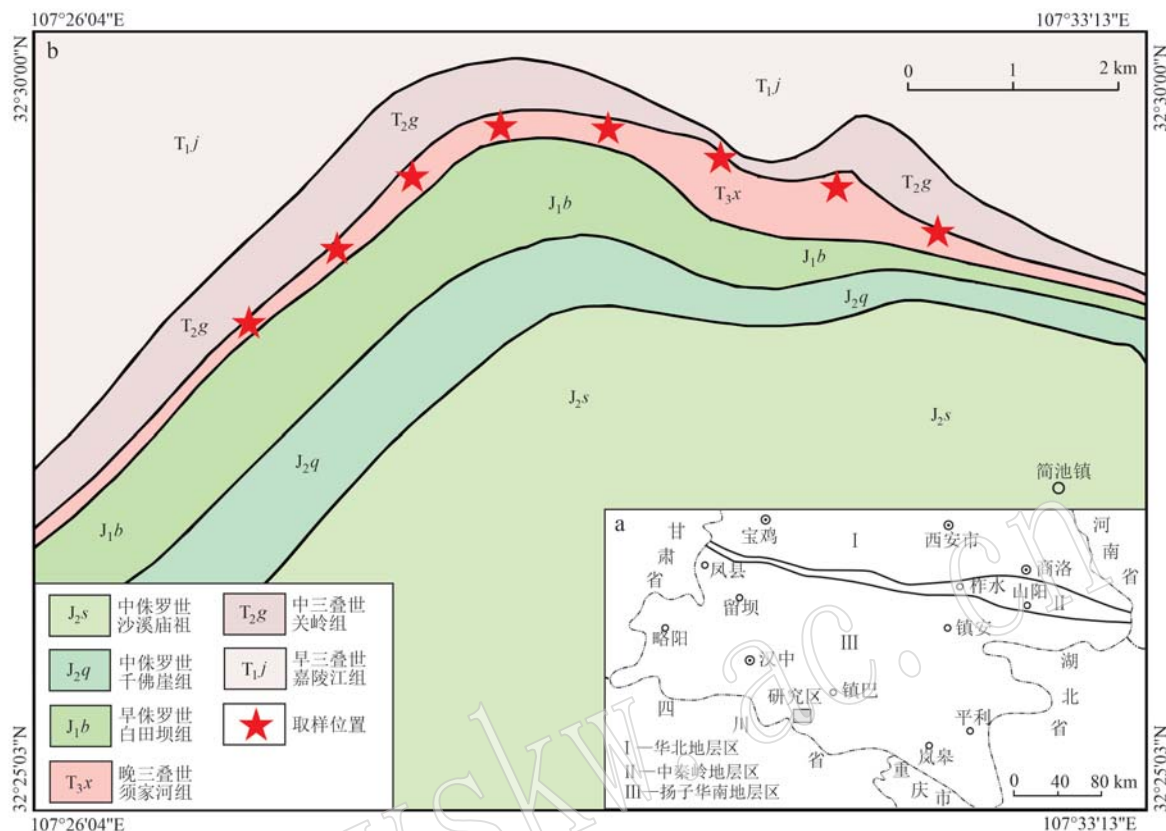 107°26′04″E
107°33′13″E
32°30′00″N
32°30′00″N
b
0 1 2 km
T₁j
T₁j
T₂g
T₂g
T₃x
J₁b
T₂g
J₁b
J₂q
J₂s
J₂s
J₂q
J₁b
简池镇
J₂s 中侏罗世
沙溪庙祖
J₂q 中侏罗世
千佛崖组
J₁b 早侏罗世
白田坝组
T₃x 晚三叠世
须家河组
T₂g 中三叠世
关岭组
T₁j 早三叠世
嘉陵江组
取样位置
a
甘肃省
宝鸡
Ⅰ
西安市
河南省
凤县
柞水
商洛
山阳
Ⅱ
留坝
略阳
Ⅲ
镇安
汉中
湖北省
研究区
镇巴
四川省
平利
岚皋
重庆市
Ⅰ—华北地层区
Ⅱ—中秦岭地层区
Ⅲ—扬子华南地层区
0 40 80 km
32°25′03″N
32°25′03″N
107°26′04″E
107°33′13″E